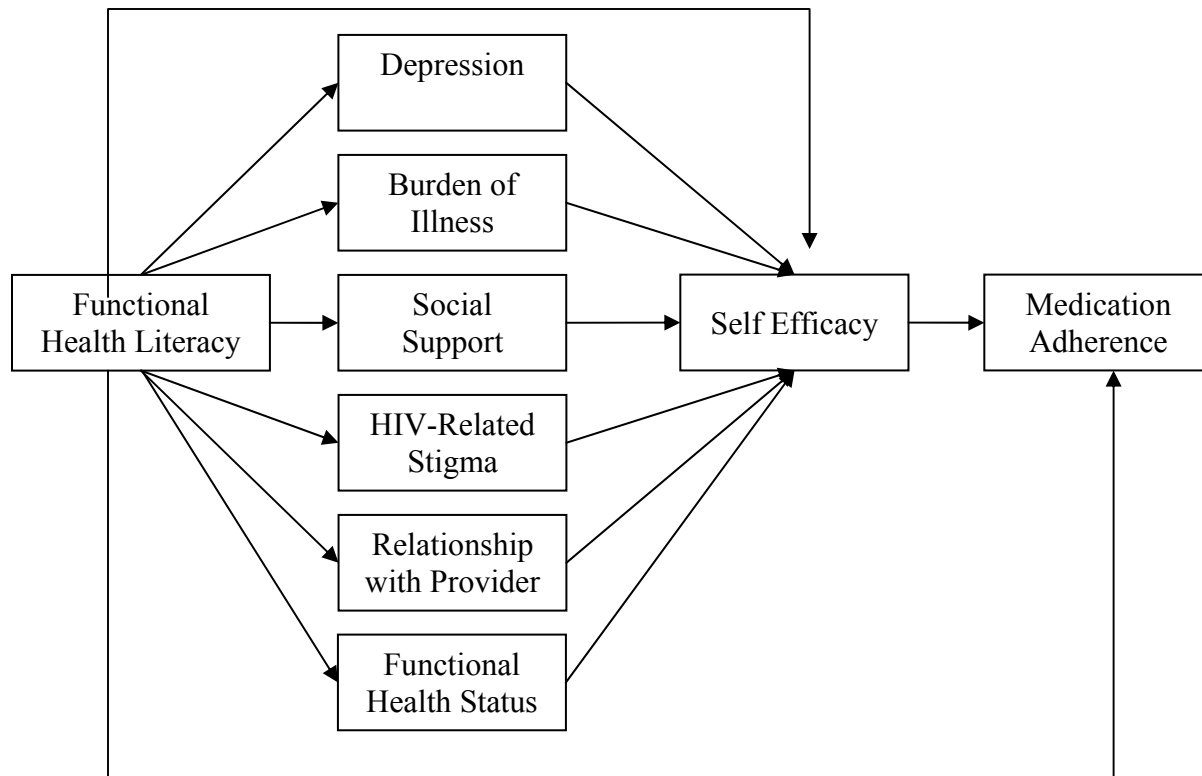 Depression
Burden of
Illness
Functional
Health Literacy
Social
Support
Self Efficacy
Medication
Adherence
HIV-Related
Stigma
Relationship
with Provider
Functional
Health Status